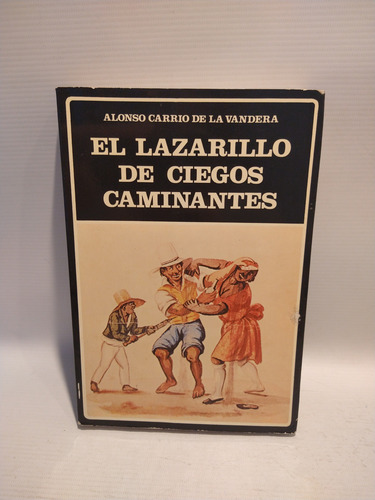 ALONSO CARRIO DE LA VANDERA
EL LAZARILLO
DE CIEGOS
CAMINANTES